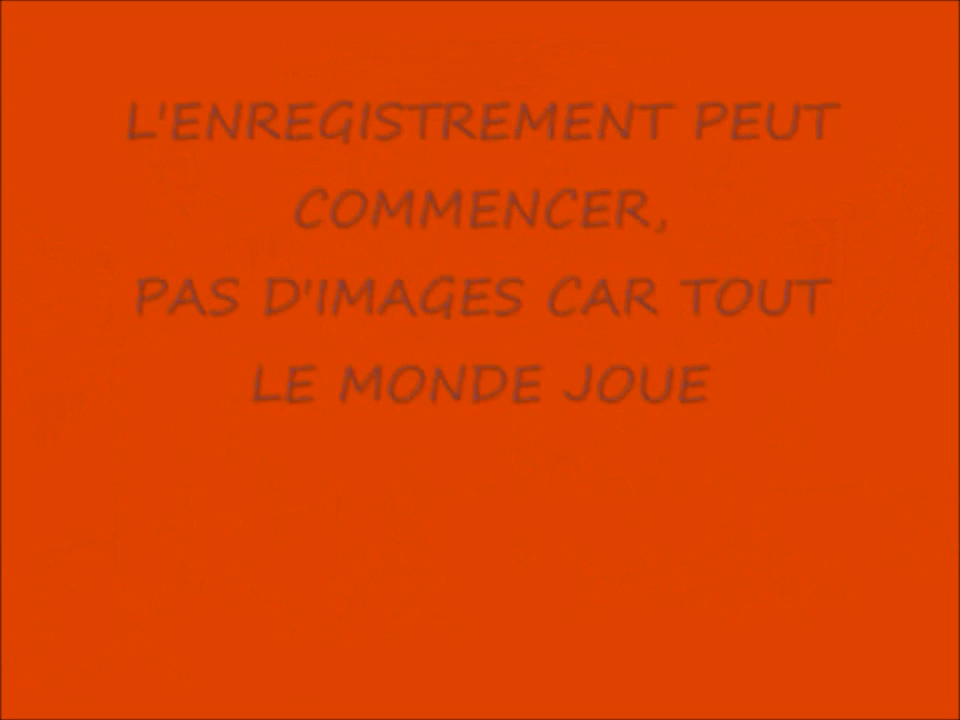 L'ENREGISTREMENT PEUT
COMMENCER,
PAS D'IMAGES CAR TOUT
LE MONDE JOUE